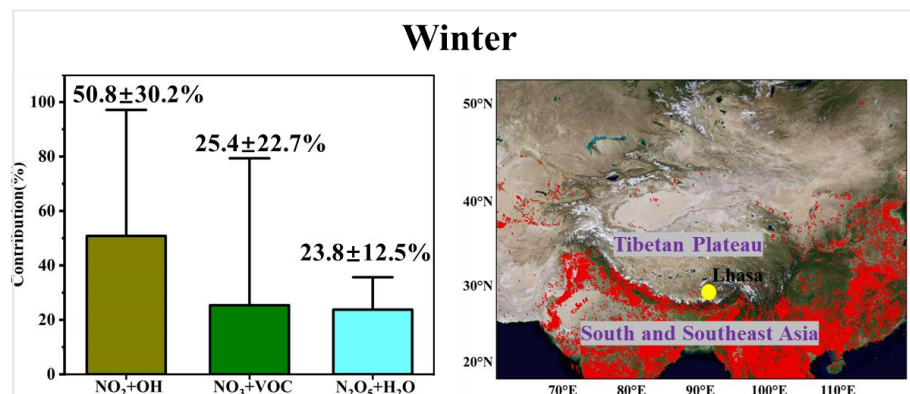 Winter
Contribution(%)
100
80
60
40
20
0
50.8±30.2%
25.4±22.7%
23.8±12.5%
NO₂+OH
NO₃+VOC
N₂O₅+H₂O
50°N
40°N
30°N
20°N
Tibetan Plateau
Lhasa
South and Southeast Asia
70°E
80°E
90°E
100°E
110°E